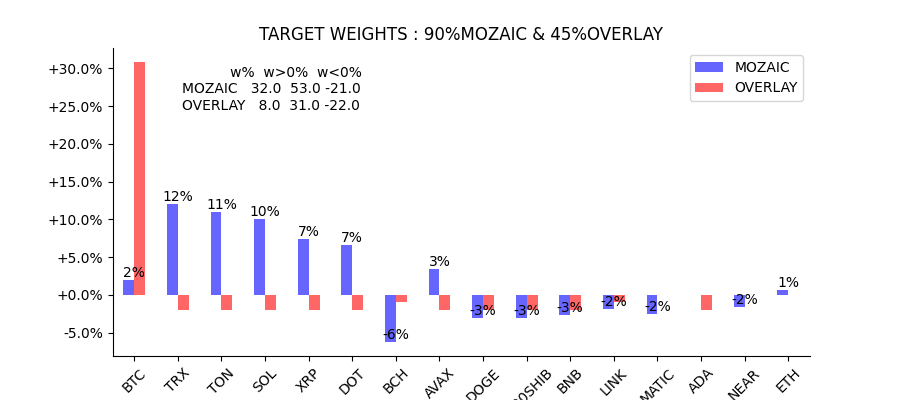 TARGET WEIGHTS : 90%MOZAIC & 45%OVERLAY
w% w>0% w<0%
MOZAIC 32.0 53.0 -21.0
OVERLAY 8.0 31.0 -22.0
MOZAIC
OVERLAY
+30.0%
+25.0%
+20.0%
+15.0%
+10.0%
+5.0%
+0.0%
-5.0%
2%
12%
11%
10%
7%
7%
-6%
3%
-3%
-3%
-3%
-2%
-2%
-2%
1%
BTC
TRX
TON
SOL
XRP
DOT
BCH
AVAX
DOGE
BNB
LINK
MATIC
ADA
NEAR
ETH